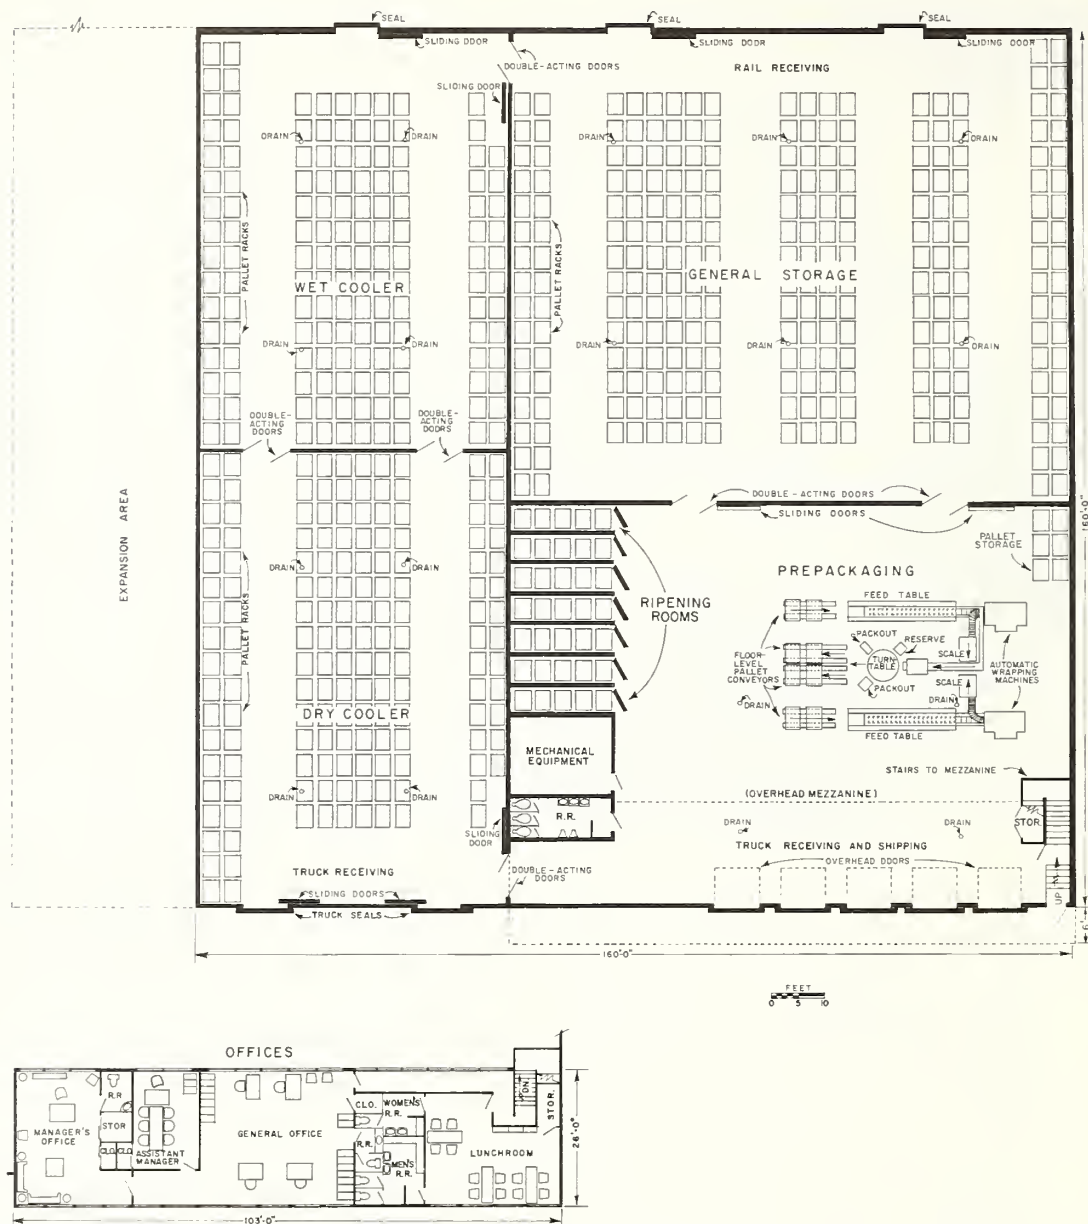 SEAL
SEAL
SEAL
SLIDING DOOR
SLIDING DOOR
SLIDING DOOR
DOUBLE-ACTING DOORS
RAIL RECEIVING
SLIDING DOOR
DRAIN
DRAIN
DRAIN
DRAIN
DRAIN
PALLET RACKS
PALLET RACKS
WET COOLER
GENERAL STORAGE
DRAIN
DRAIN
DRAIN
DRAIN
DRAIN
DOUBLE-
ACTING
DOORS
DOUBLE-
ACTING
DOORS
EXPANSION AREA
DOUBLE-ACTING DOORS
SLIDING DOORS
160'-0"
PALLET
STORAGE
PREPACKAGING
DRAIN
DRAIN
PALLET RACKS
RIPENING
ROOMS
FEED TABLE
PACKOUT
RESERVE
FLOOR-
LEVEL
PALLET
CONVEYORS
TURN-
TABLE
SCALE
SCALE
AUTOMATIC
WRAPPING
MACHINES
PACKOUT
DRAIN
DRAIN
FEED TABLE
DRY COOLER
MECHANICAL
EQUIPMENT
STAIRS TO MEZZANINE
(OVERHEAD MEZZANINE)
DRAIN
DRAIN
R.R.
STOR.
SLIDING
DOOR
DRAIN
DRAIN
TRUCK RECEIVING AND SHIPPING
OVERHEAD DOORS
TRUCK RECEIVING
DOUBLE-ACTING
DOORS
SLIDING DOORS
UP
TRUCK SEALS
6'
160'-0"
FEET
0 5 10
OFFICES
R.R
CLO.
WOMEN'S
R.R.
DN.
STOR.
STOR
MANAGER'S
OFFICE
GENERAL OFFICE
R.R.
ASSISTANT
MANAGER
MEN'S
R.R.
LUNCHROOM
26'-0"
103'-0"